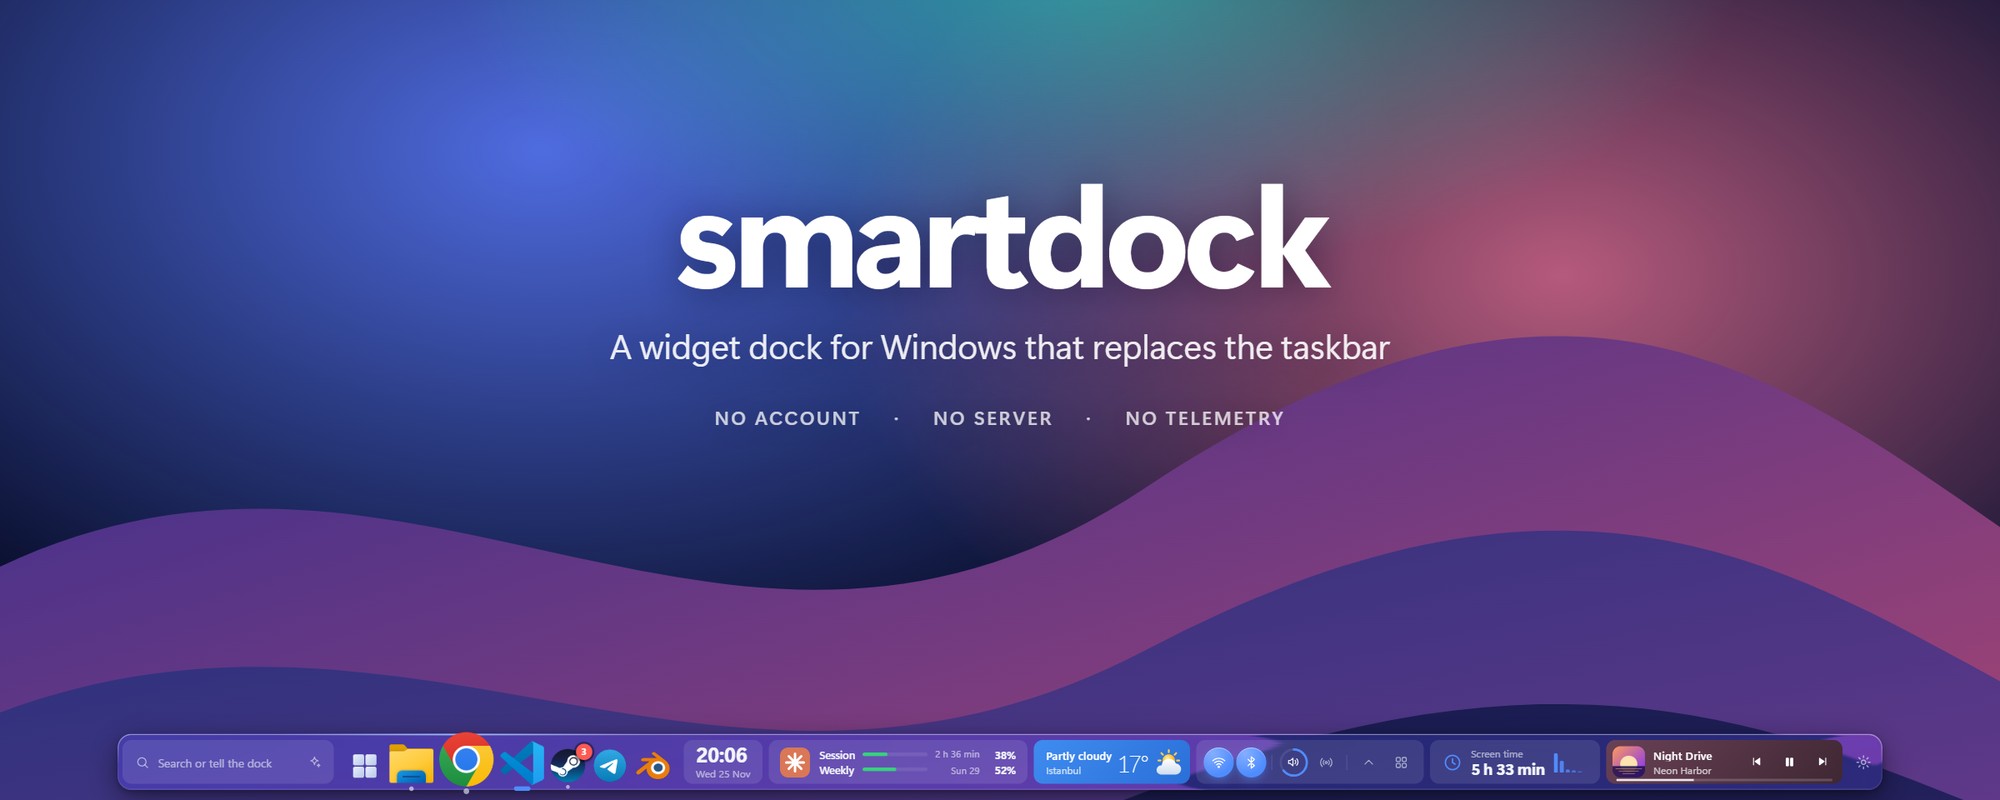 smartdock
A widget dock for Windows that replaces the taskbar
NO ACCOUNT · NO SERVER · NO TELEMETRY
Search or tell the dock
3
20:06
Wed 25 Nov
Session 2 h 36 min 38%
Weekly Sun 29 52%
Partly cloudy
Istanbul
17°
Screen time
5 h 33 min
Night Drive
Neon Harbor